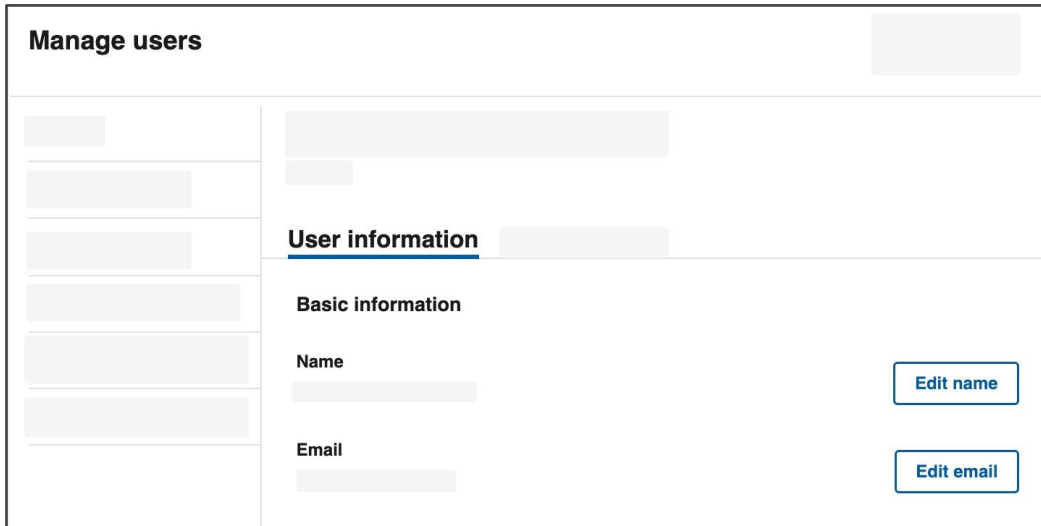 Manage users
User information
Basic information
Name
Edit name
Email
Edit email